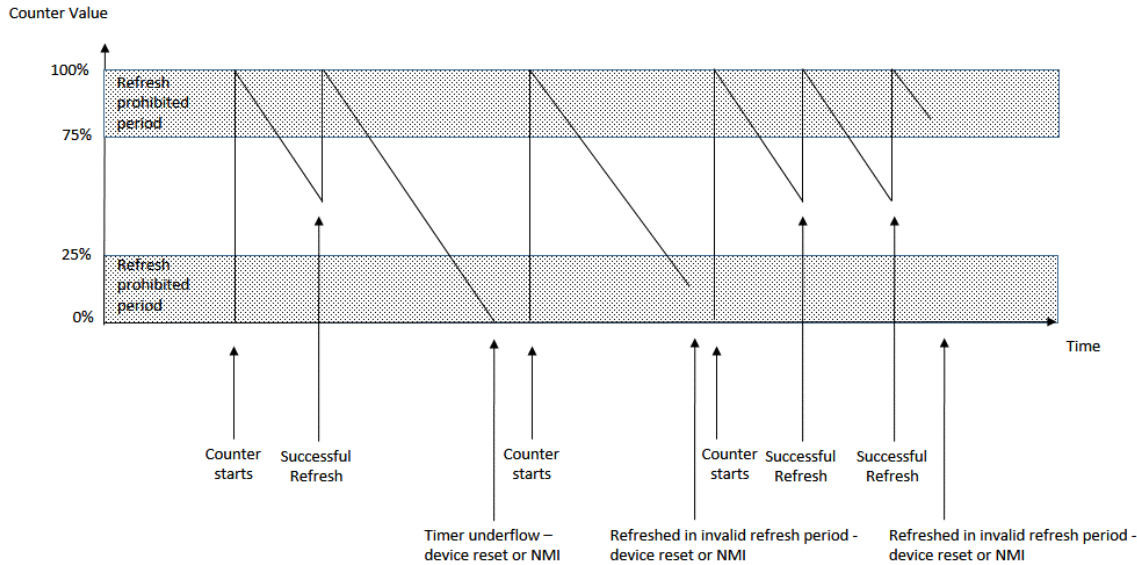 Counter Value
100%
Refresh
prohibited
period
75%
25%
Refresh
prohibited
period
0%
Time
Counter
starts
Successful
Refresh
Counter
starts
Counter
starts
Successful
Refresh
Successful
Refresh
Timer underflow –
device reset or NMI
Refreshed in invalid refresh period -
device reset or NMI
Refreshed in invalid refresh period -
device reset or NMI